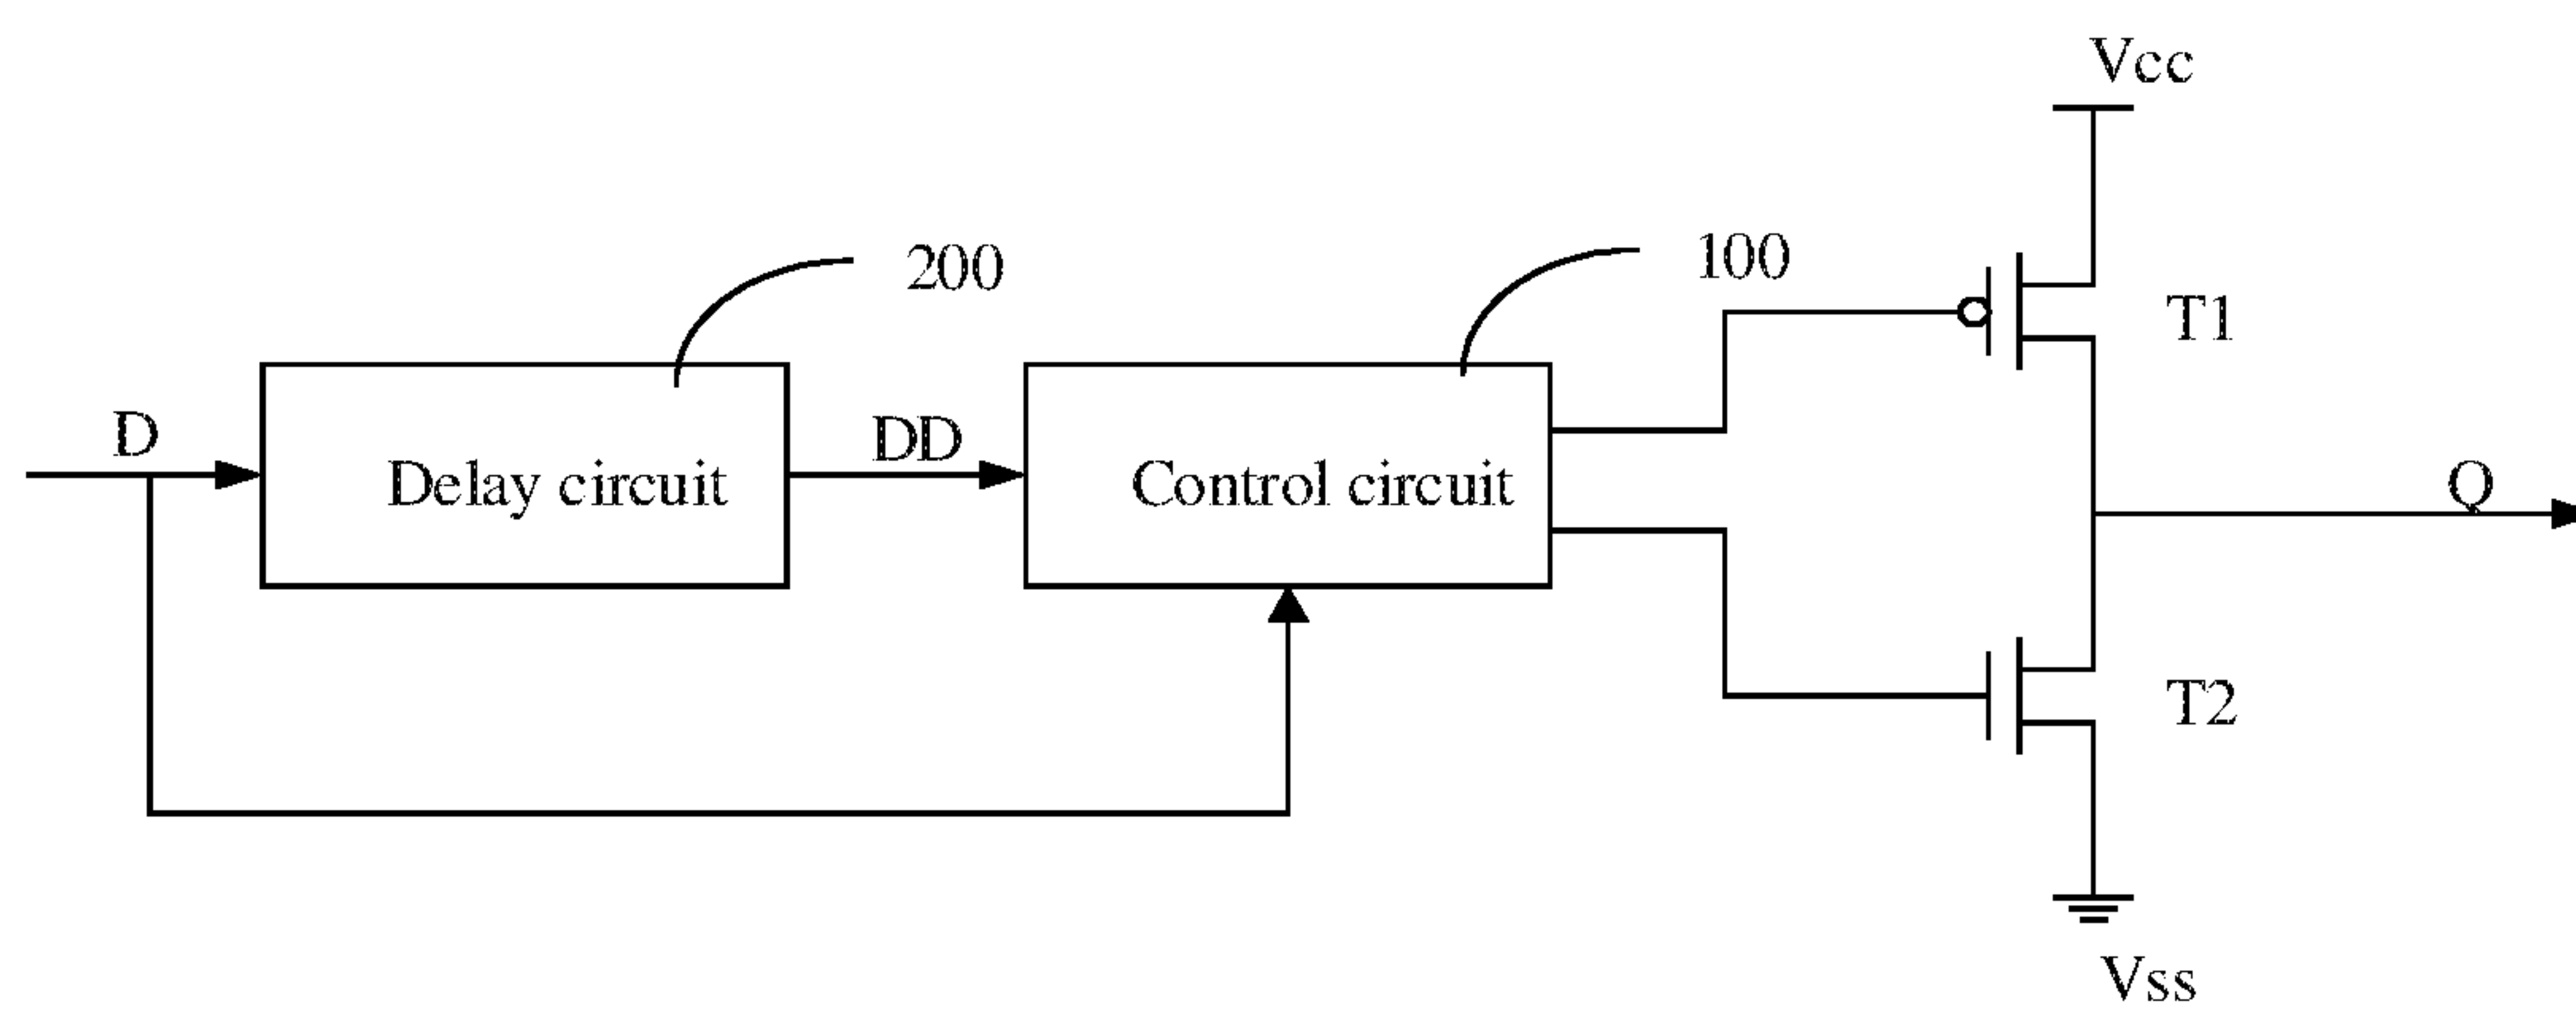 Vcc
200
100
T1
D
DD
Delay circuit
Control circuit
Q
T2
Vss